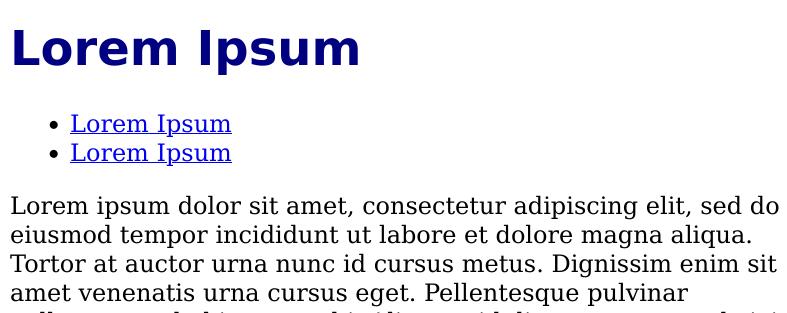 Lorem Ipsum
Lorem Ipsum
Lorem Ipsum
Lorem ipsum dolor sit amet, consectetur adipiscing elit, sed do
eiusmod tempor incididunt ut labore et dolore magna aliqua.
Tortor at auctor urna nunc id cursus metus. Dignissim enim sit
amet venenatis urna cursus eget. Pellentesque pulvinar